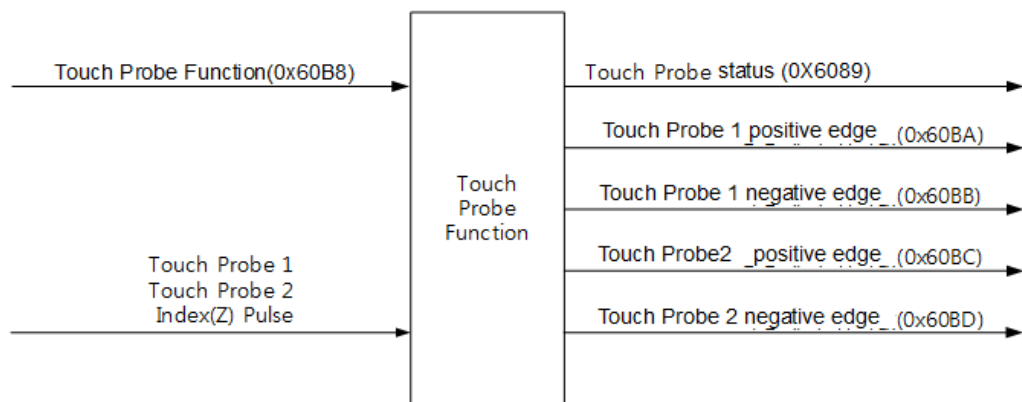 Touch Probe Function(0x60B8)
Touch Probe 1
Touch Probe 2
Index(Z) Pulse
Touch
Probe
Function
Touch Probe status (0X6089)
Touch Probe 1 positive edge (0x60BA)
Touch Probe 1 negative edge (0x60BB)
Touch Probe2 _positive edge (0x60BC)
Touch Probe 2 negative edge (0x60BD)